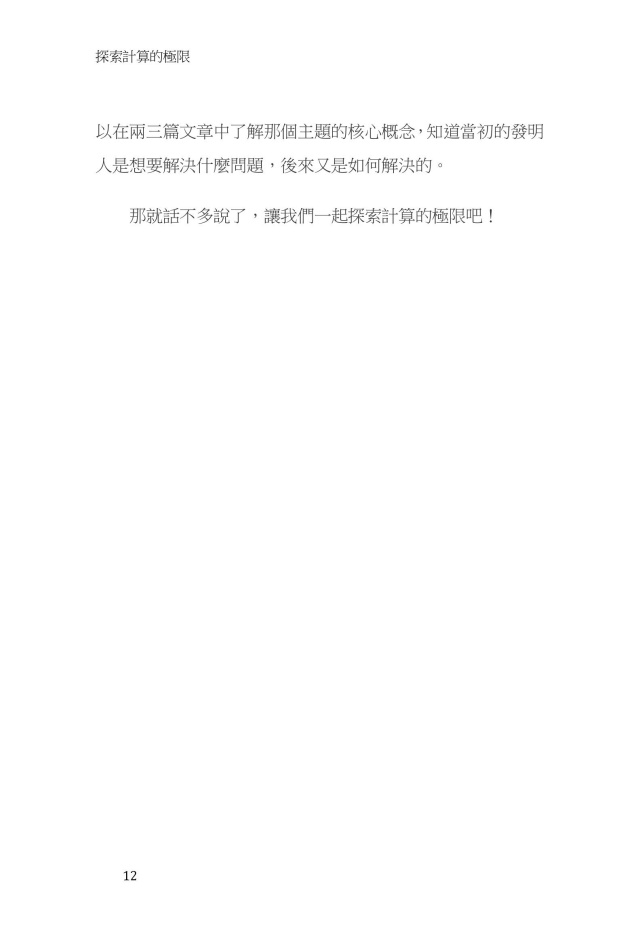 探索計算的極限
以在兩三篇文章中了解那個主題的核心概念，知道當初的發明
人是想要解決什麼問題，後來又是如何解決的。
那就話不多說了，讓我們一起探索計算的極限吧！
12